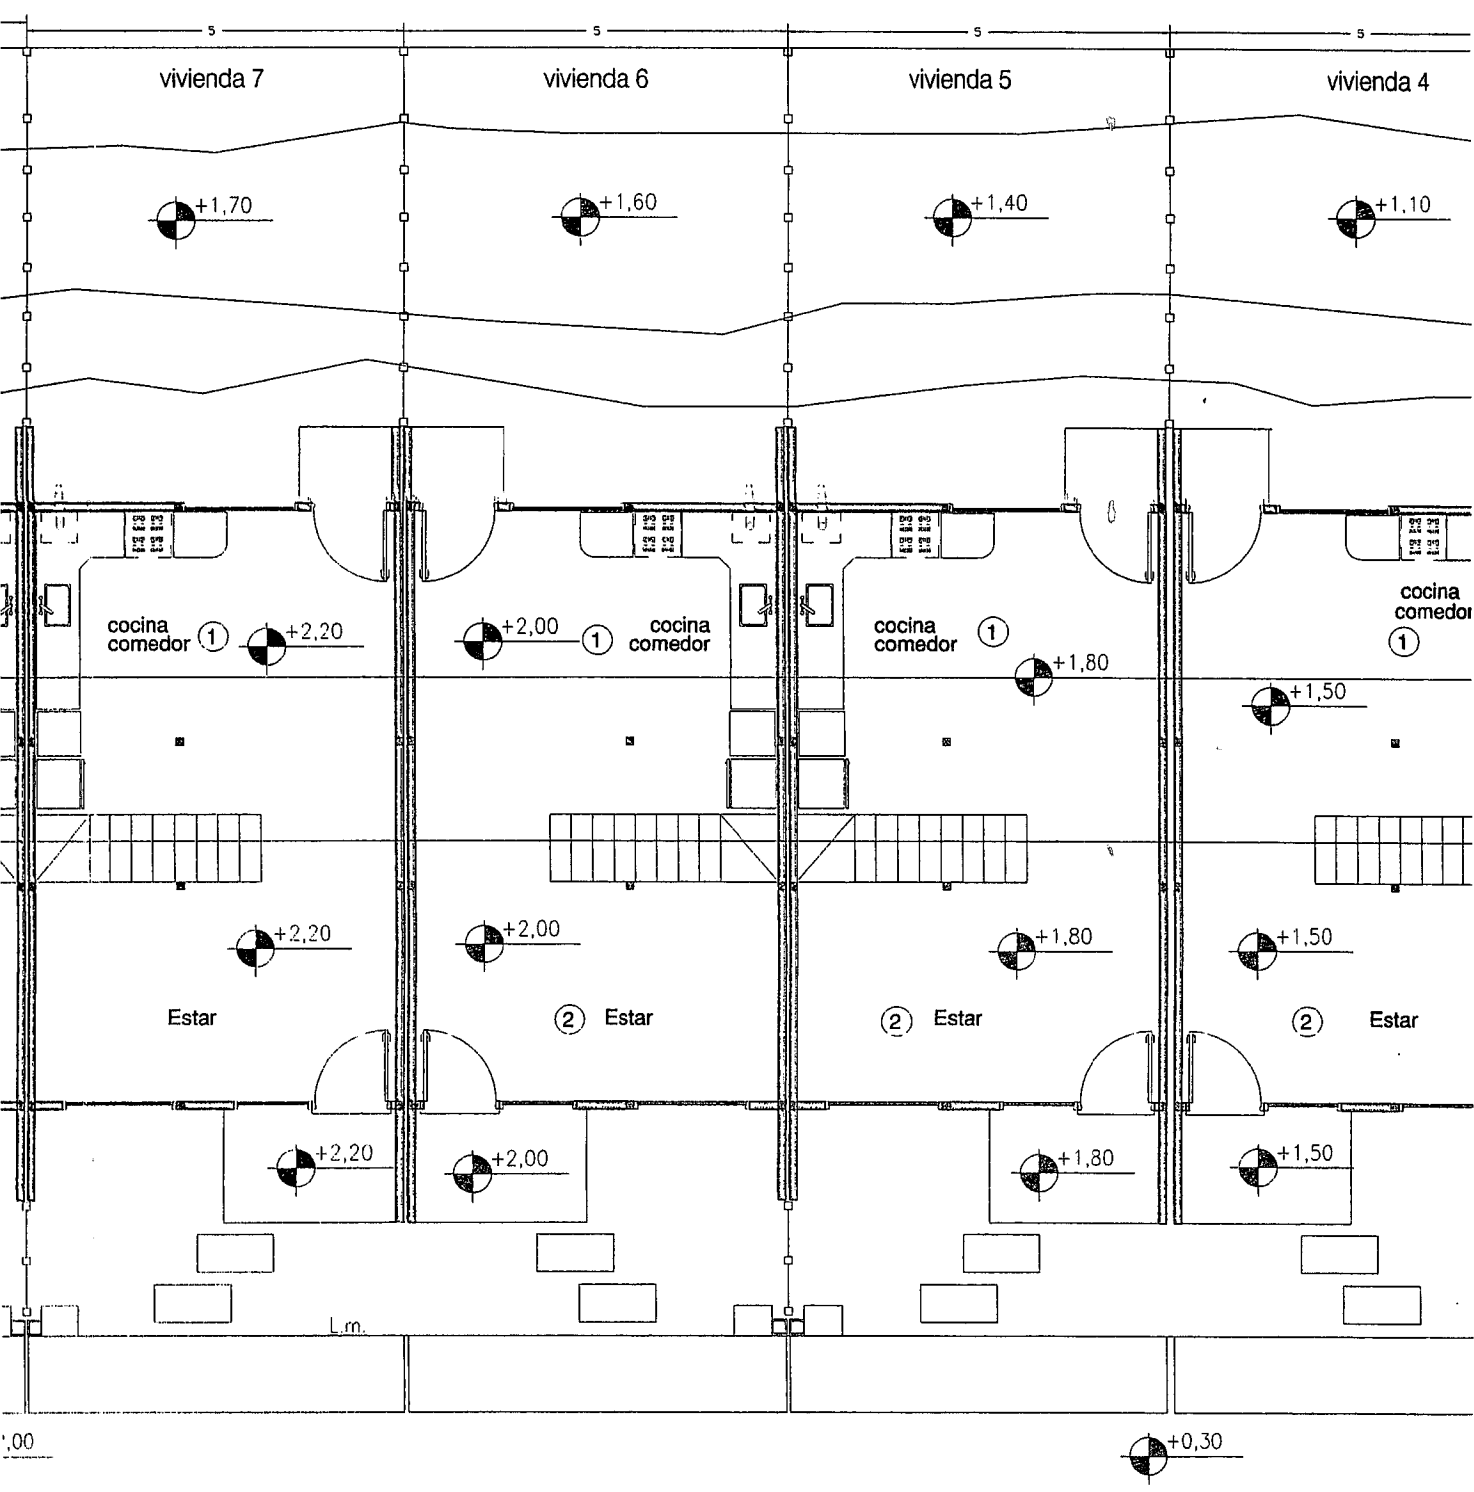 5 5 5 5
vivienda 7 vivienda 6 vivienda 5 vivienda 4
+1,70 +1,60 +1,40 +1,10
cocina
comedor
1
+2,20
+2,00
1
cocina
comedor
cocina
comedor
1
+1,80
cocina
comedor
1
+1,50
+2,20 +2,00 +1,80 +1,50
Estar 2 Estar 2 Estar 2 Estar
+2,20 +2,00 +1,80 +1,50
L.m.
,00 +0,30